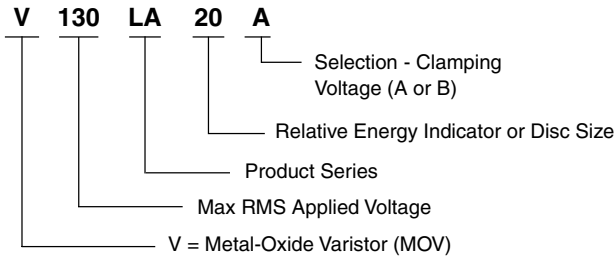 V 130 LA 20 A
Selection - Clamping
Voltage (A or B)
Relative Energy Indicator or Disc Size
Product Series
Max RMS Applied Voltage
V = Metal-Oxide Varistor (MOV)